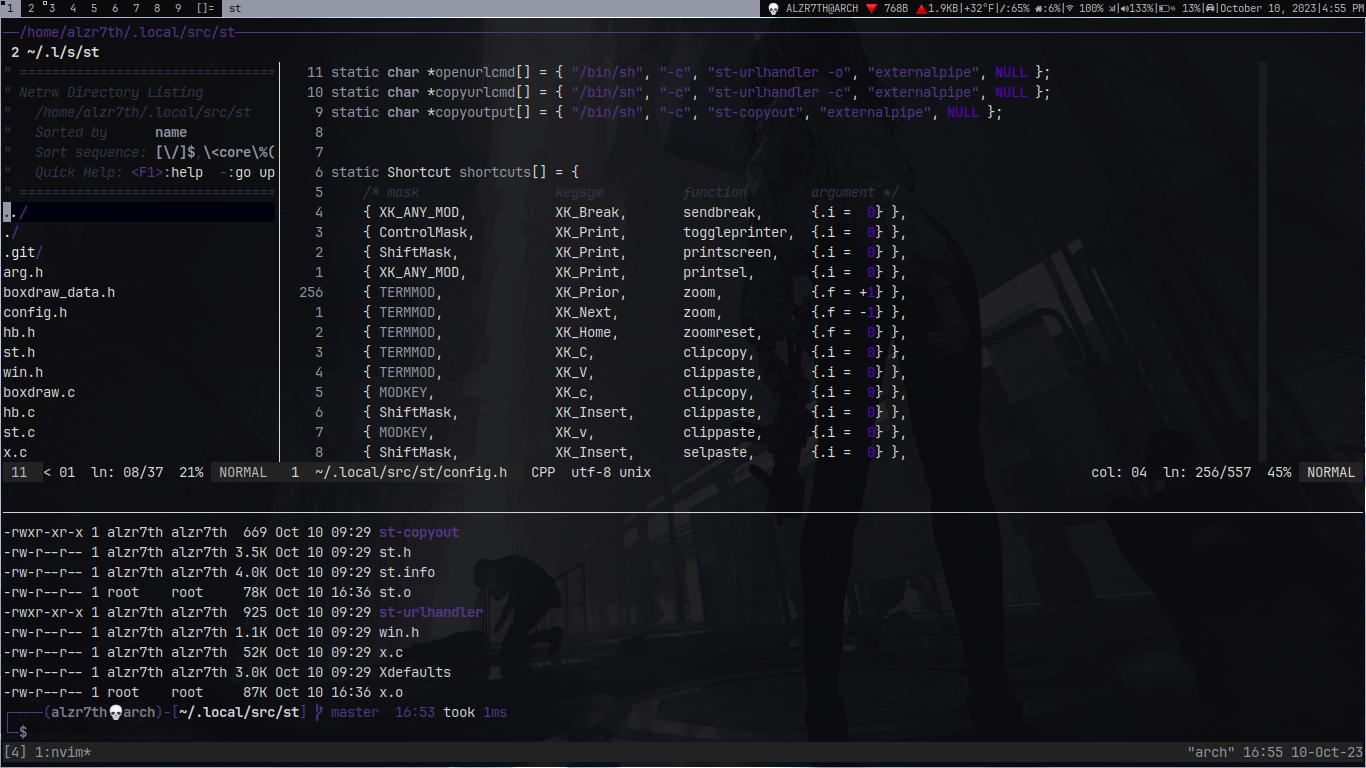 1 2 3 4 5 6 7 8 9 []= st ALZR7TH@ARCH 768B 1.9KB|+32°F|/:65% :6%| 100% 133%| 13%| |October 10, 2023|4:55 PM
/home/alzr7th/.local/src/st
2 ~/.l/s/st
" ================================
" Netrw Directory Listing
"   /home/alzr7th/.local/src/st
"   Sorted by      name
"   Sort sequence: [\/]$,\<core\%(
"   Quick Help: <F1>:help  -:go up
" ================================
../
./
.git/
arg.h
boxdraw_data.h
config.h
hb.h
st.h
win.h
boxdraw.c
hb.c
st.c
x.c
11 static char *openurlcmd[] = { "/bin/sh", "-c", "st-urlhandler -o", "externalpipe", NULL };
10 static char *copyurlcmd[] = { "/bin/sh", "-c", "st-urlhandler -c", "externalpipe", NULL };
9 static char *copyoutput[] = { "/bin/sh", "-c", "st-copyout", "externalpipe", NULL };
8
7
6 static Shortcut shortcuts[] = {
5     /* mask                 keysym          function        argument */
4     { XK_ANY_MOD,           XK_Break,       sendbreak,      {.i =  0} },
3     { ControlMask,          XK_Print,       toggleprinter,  {.i =  0} },
2     { ShiftMask,            XK_Print,       printscreen,    {.i =  0} },
1     { XK_ANY_MOD,           XK_Print,       printsel,       {.i =  0} },
256     { TERMMOD,              XK_Prior,       zoom,           {.f = +1} },
1     { TERMMOD,              XK_Next,        zoom,           {.f = -1} },
2     { TERMMOD,              XK_Home,        zoomreset,      {.f =  0} },
3     { TERMMOD,              XK_C,           clipcopy,       {.i =  0} },
4     { TERMMOD,              XK_V,           clippaste,      {.i =  0} },
5     { MODKEY,               XK_c,           clipcopy,       {.i =  0} },
6     { ShiftMask,            XK_Insert,      clippaste,      {.i =  0} },
7     { MODKEY,               XK_v,           clippaste,      {.i =  0} },
8     { ShiftMask,            XK_Insert,      selpaste,       {.i =  0} },
11 < 01 ln: 08/37 21% NORMAL 1 ~/.local/src/st/config.h CPP utf-8 unix col: 04 ln: 256/557 45% NORMAL
-rwxr-xr-x 1 alzr7th alzr7th  669 Oct 10 09:29 st-copyout
-rw-r--r-- 1 alzr7th alzr7th 3.5K Oct 10 09:29 st.h
-rw-r--r-- 1 alzr7th alzr7th 4.0K Oct 10 09:29 st.info
-rw-r--r-- 1 root    root     78K Oct 10 16:36 st.o
-rwxr-xr-x 1 alzr7th alzr7th  925 Oct 10 09:29 st-urlhandler
-rw-r--r-- 1 alzr7th alzr7th 1.1K Oct 10 09:29 win.h
-rw-r--r-- 1 alzr7th alzr7th  52K Oct 10 09:29 x.c
-rw-r--r-- 1 alzr7th alzr7th 3.0K Oct 10 09:29 Xdefaults
-rw-r--r-- 1 root    root     87K Oct 10 16:36 x.o
(alzr7th💀arch)-[~/.local/src/st] master 16:53 took 1ms
$
[4] 1:nvim* "arch" 16:55 10-Oct-23